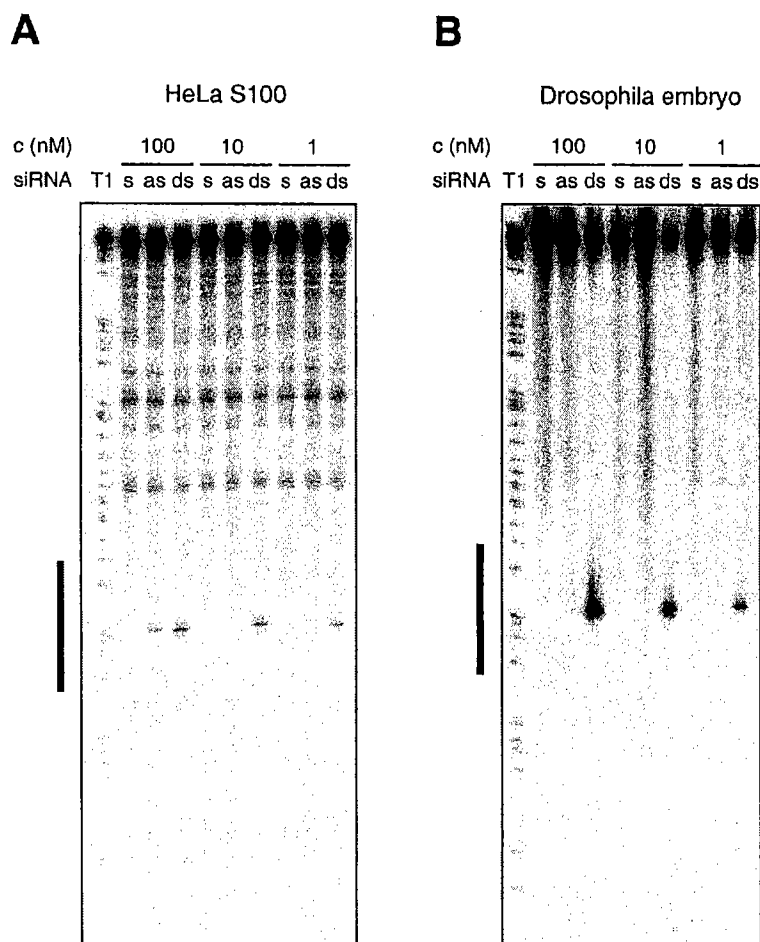 A
HeLa S100
c (nM) 100 10 1
siRNA T1 s as ds s as ds s as ds
B
Drosophila embryo
c (nM) 100 10 1
siRNA T1 s as ds s as ds s as ds